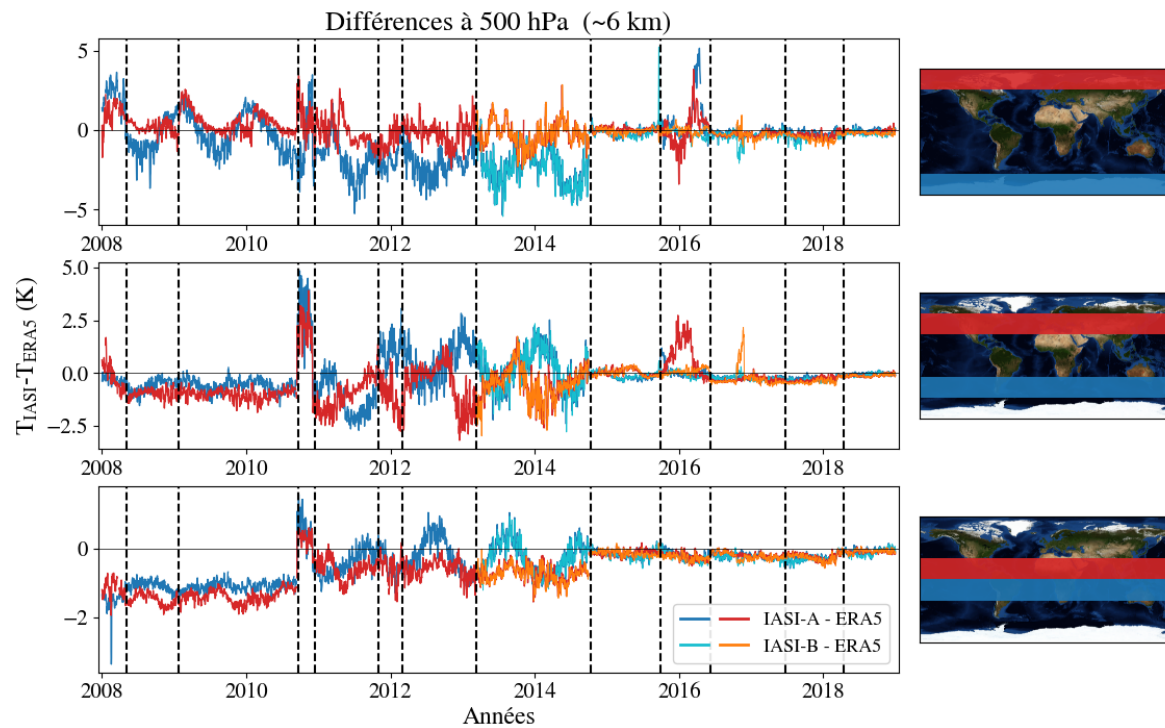 Différences à 500 hPa (~6 km)
5
0
−5
2008 2010 2012 2014 2016 2018
T_IASI-T_ERA5 (K)
5.0
2.5
0.0
−2.5
2008 2010 2012 2014 2016 2018
0
−2
IASI-A - ERA5
IASI-B - ERA5
2008 2010 2012 2014 2016 2018
Années